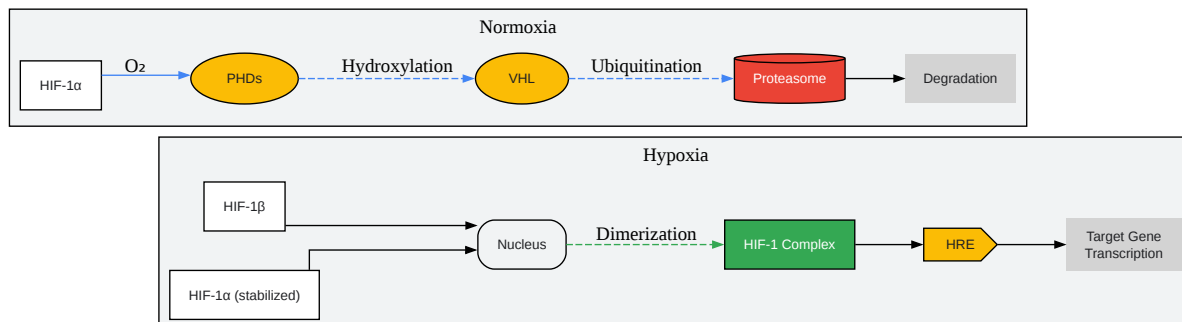 Normoxia
HIF-1α
O₂
PHDs
Hydroxylation
VHL
Ubiquitination
Proteasome
Degradation
Hypoxia
HIF-1β
HIF-1α (stabilized)
Nucleus
Dimerization
HIF-1 Complex
HRE
Target Gene
Transcription